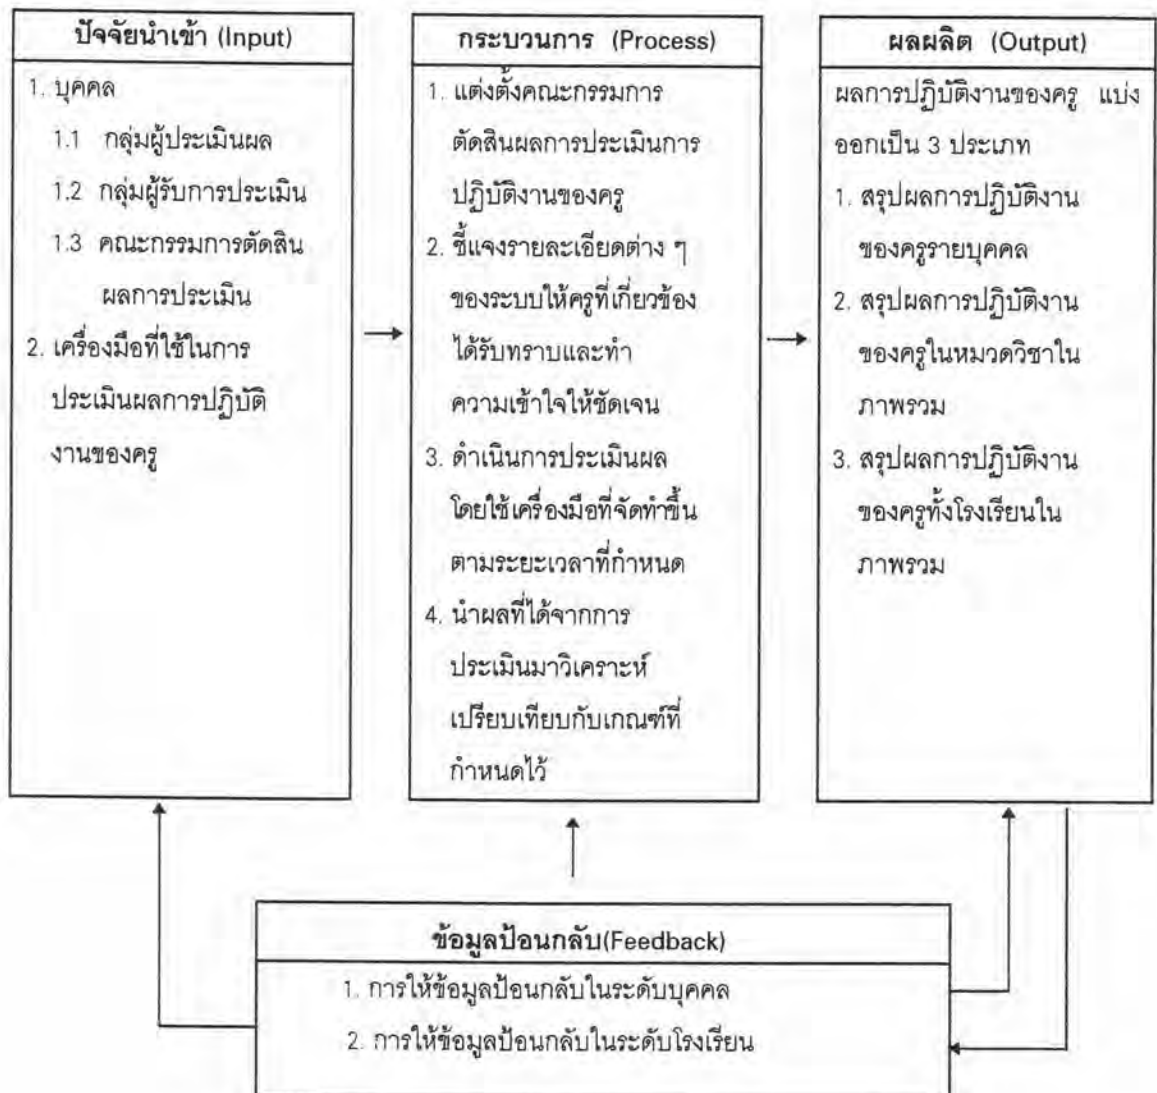 ปัจจัยนำเข้า (Input)
1. บุคคล
1.1 กลุ่มผู้ประเมินผล
1.2 กลุ่มผู้รับการประเมิน
1.3 คณะกรรมการตัดสิน
ผลการประเมิน
2. เครื่องมือที่ใช้ในการ
ประเมินผลการปฏิบัติ
งานของครู
กระบวนการ (Process)
1. แต่งตั้งคณะกรรมการ
ตัดสินผลการประเมินการ
ปฏิบัติงานของครู
2. ชี้แจงรายละเอียดต่าง ๆ
ของระบบให้ครูที่เกี่ยวข้อง
ได้รับทราบและทำ
ความเข้าใจให้ชัดเจน
3. ดำเนินการประเมินผล
โดยใช้เครื่องมือที่จัดทำขึ้น
ตามระยะเวลาที่กำหนด
4. นำผลที่ได้จากการ
ประเมินมาวิเคราะห์
เปรียบเทียบกับเกณฑ์ที่
กำหนดไว้
ผลผลิต (Output)
ผลการปฏิบัติงานของครู แบ่ง
ออกเป็น 3 ประเภท
1. สรุปผลการปฏิบัติงาน
ของครูรายบุคคล
2. สรุปผลการปฏิบัติงาน
ของครูในหมวดวิชาใน
ภาพรวม
3. สรุปผลการปฏิบัติงาน
ของครูทั้งโรงเรียนใน
ภาพรวม
ข้อมูลป้อนกลับ(Feedback)
1. การให้ข้อมูลป้อนกลับในระดับบุคคล
2. การให้ข้อมูลป้อนกลับในระดับโรงเรียน